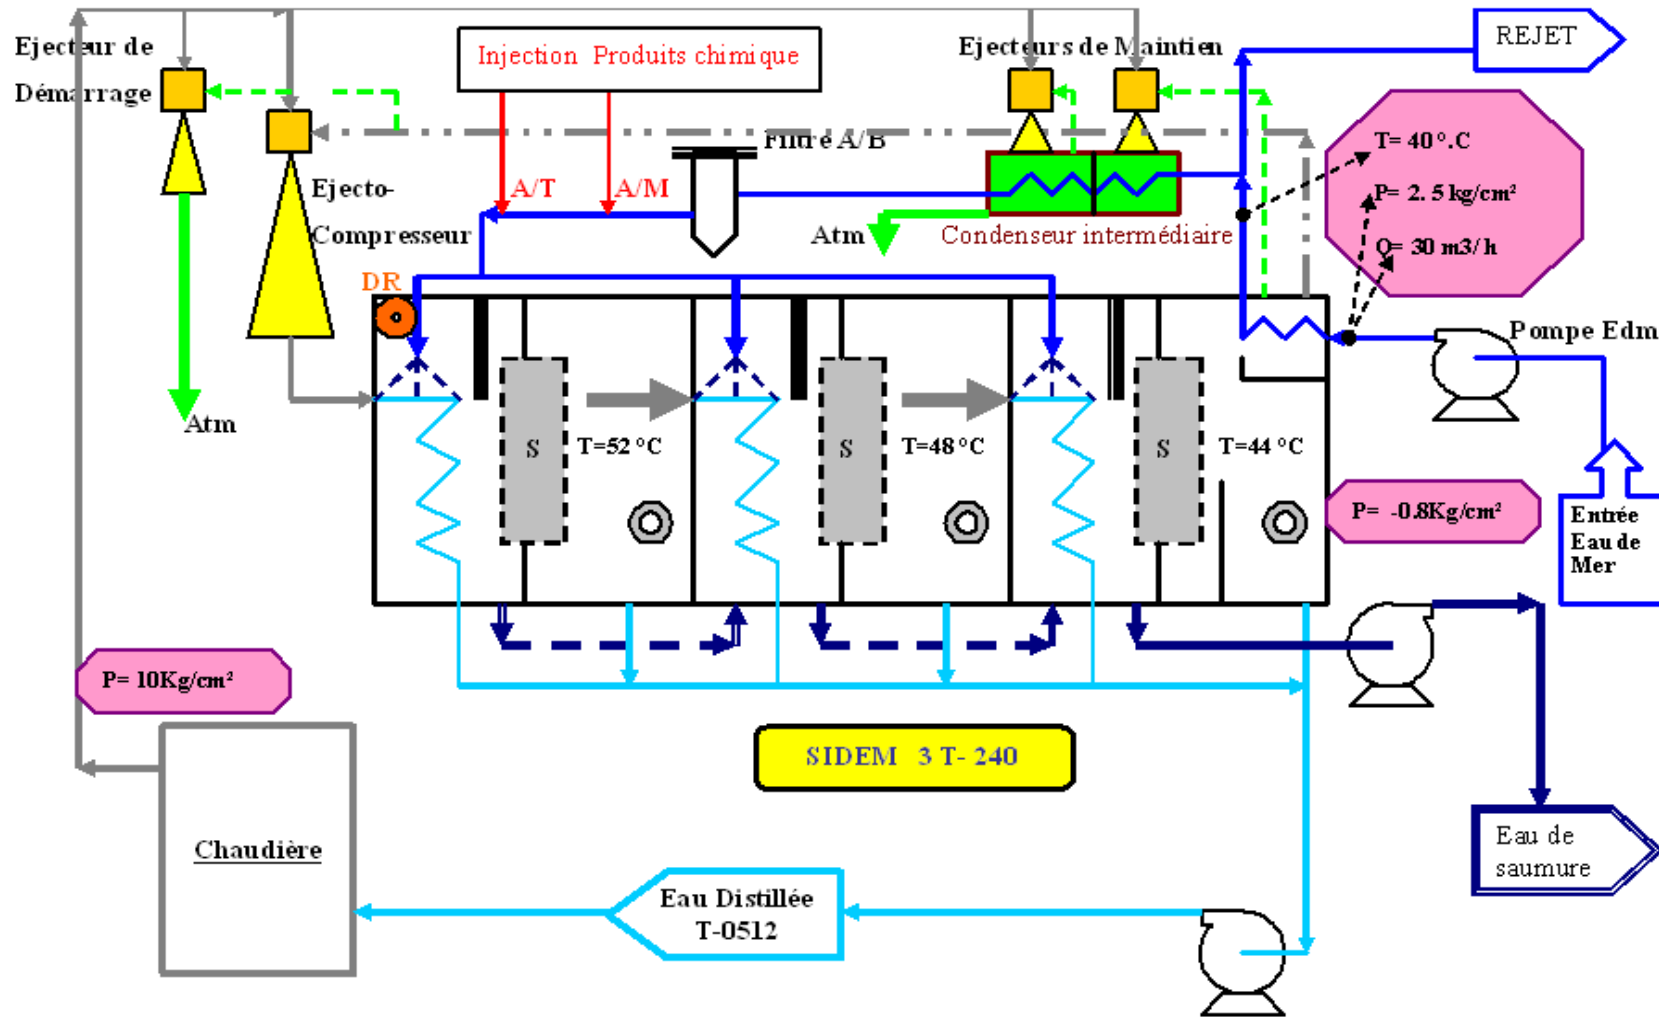 Ejecteur de
Démarrage
Injection Produits chimique
Ejecteurs de Maintien
REJET
T= 40 °.C
P= 2. 5 kg/cm²
Q= 30 m3/ h
Filtre A/B
A/T
A/M
Ejecto-
Compresseur
Atm
Condenseur intermédiaire
DR
Pompe Edm
Atm
S
T=52 °C
S
T=48 °C
S
T=44 °C
P= -0.8Kg/cm²
Entrée
Eau de
Mer
P= 10Kg/cm²
SIDEM 3 T- 240
Chaudière
Eau Distillée
T-0512
Eau de
saumure